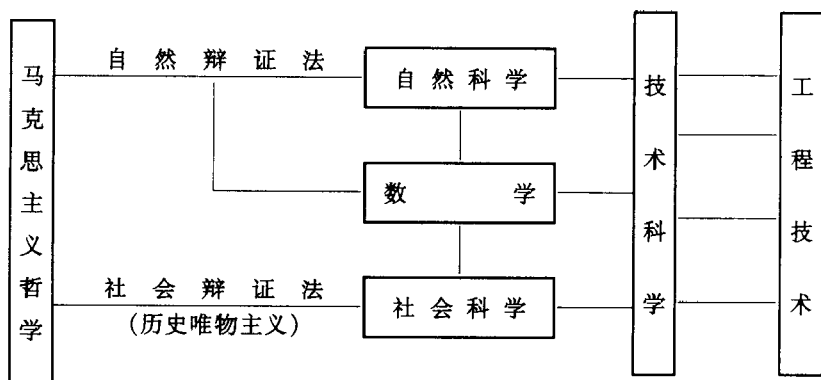 马克思主义哲学
自然辩证法
自然科学
数学
社会辩证法
(历史唯物主义)
社会科学
技术科学
工程技术